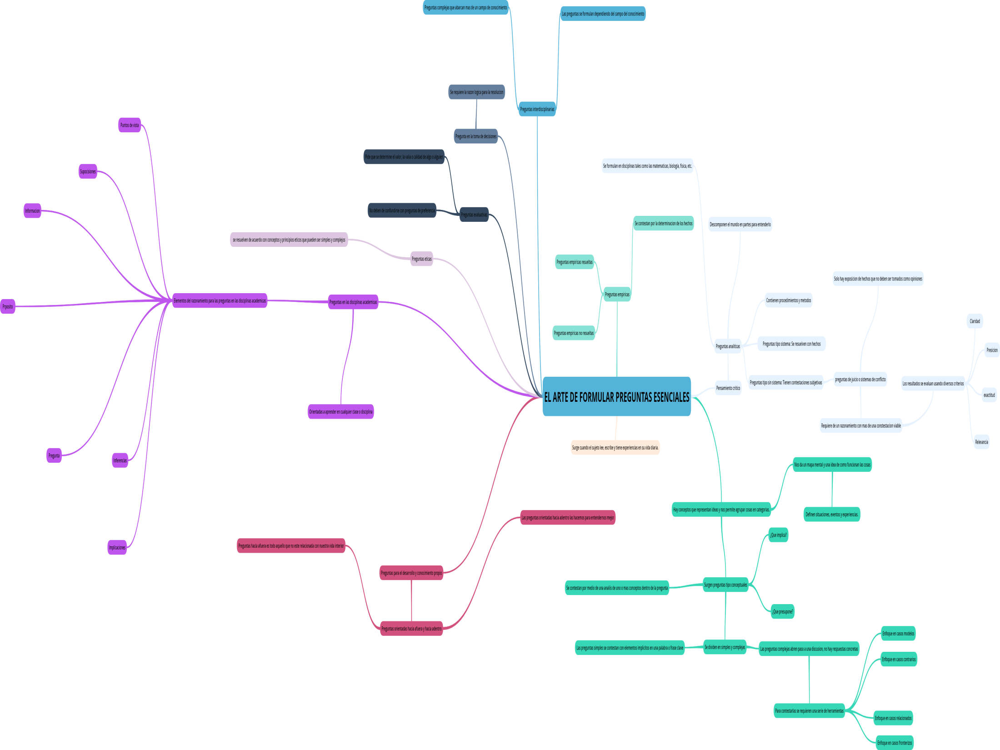 Preguntas complejas que abarcan mas de un campo de conocimiento
Las preguntas se formulan dependiendo del campo del conocimiento
Se requiere la razon logica para la resolucion
Preguntas interdisciplinarias
Pregunta en la toma de decisiones
Pide que se determine el valor, la valia o calidad de algo o alguien
No deben de confundirse con preguntas de preferencia
Preguntas evaluativas
se resuelven de acuerdo con conceptos y principios eticos que pueden ser simples y complejos
Preguntas eticas
Puntos de vista
Supocisiones
Informacion
Prposito
Elementos del razonamiento para las preguntas en las disciplinas academicas
Preguntas en las disciplinas academicas
Pregunta
Inferencias
Implicaciones
Orientadas a aprender en cualquier clase o disciplina
Se formulan en disciplinas tales como las matematicas, biología, fisica, etc.
Se contestan por la determinacion de los hechos
Descomponen el mundo en partes para entenderlo
Preguntas empiricas resueltas
Preguntas empiricas
Preguntas empiricas no resueltas
Solo hay exposicion de hechos que no deben ser tomados como opiniones
Contienen procedimientos y metodos
Preguntas analiticas
Preguntas tipo sistema: Se resuelven con hechos
Claridad
Presicion
Preguntas tipo sin sistema: Tienen contestaciones subjetivas
preguntas de juicio o sistemas de conflicto
Los resultados se evaluan usando diversos criterios
Pensamiento critico
exactitud
EL ARTE DE FORMULAR PREGUNTAS ESENCIALES
Requiere de un razonamiento con mas de una constestacion viable
Relevancia
Surge cuando el sujeto lee, escribe y tiene experiencias en su vida diaria.
Nos da un mapa mental y una idea de como funcionan las cosas
Hay conceptos que representan ideas y nos permite agrupar cosas en categorias.
Definen situaciones, eventos y experiencias.
Las preguntas orientadas hacia adentro las hacemos para entendernos mejor
Preguntas hacia afuera es todo aquello que no este relacionada con nuestra vida interior
Preguntas para el desarrollo y conocimiento propio
Preguntas orientadas hacia afuera y hacia adentro
¿Que implica?
Surgen preguntas tipo conceptuales
Se contestan por medio de una analiis de uno o mas conceptos dentro de la pregunta
¿Que presupone?
Las preguntas simples se contestan con elementos implicitos en una palabra o frase clave
Se dividen en simples y complejas
Las preguntas complejas abren paso a una discusion, no hay respuestas concretas
Enfoque en casos modelos
Enfoque en casos contrarios
Para contestarlas se requieren una serie de herramientas
Enfoque en casos relacionados
Enfoque en casos fronterizos